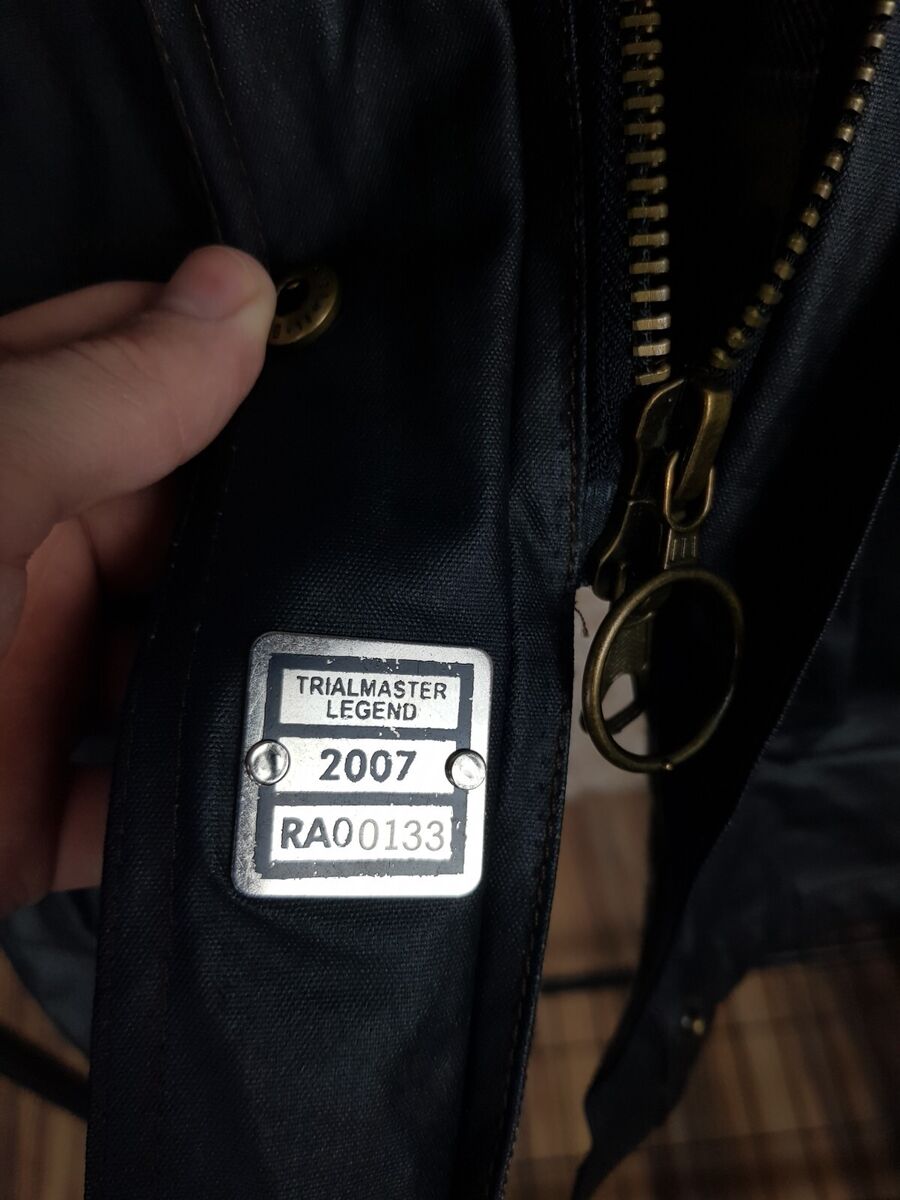 TRIALMASTER
LEGEND
2007
RA00133